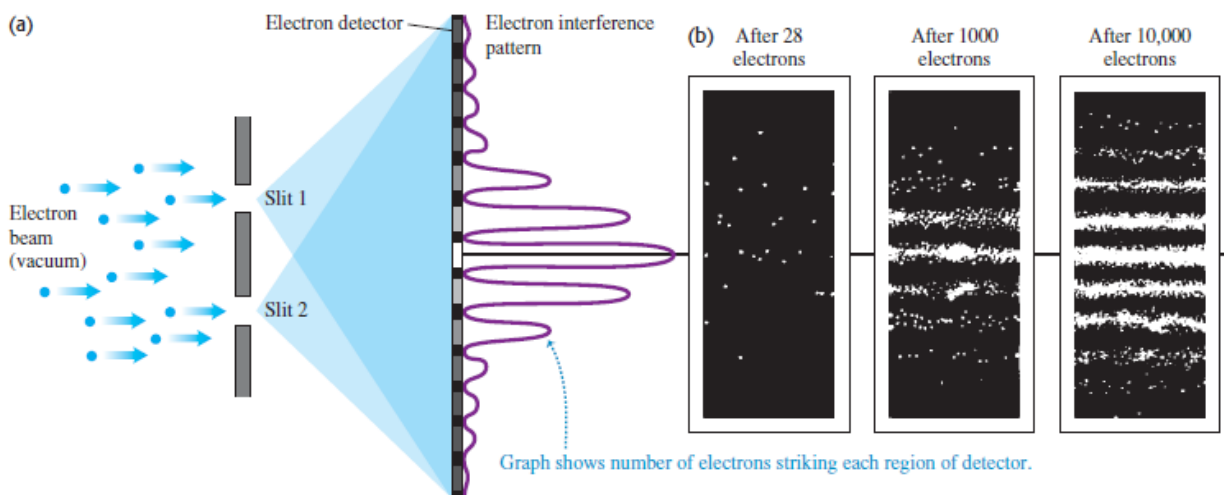 (a)
Electron detector
Electron interference
pattern
(b)
After 28
electrons
After 1000
electrons
After 10,000
electrons
Slit 1
Electron
beam
(vacuum)
Slit 2
Graph shows number of electrons striking each region of detector.